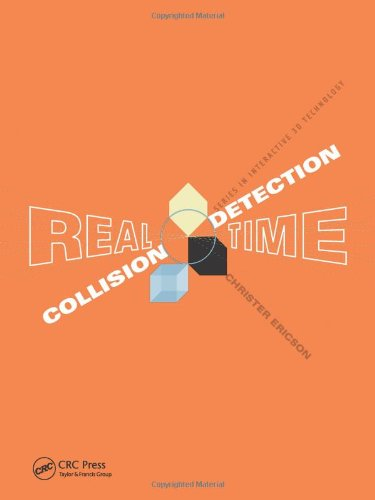 Copyrighted Material
SERIES IN INTERACTIVE 3D TECHNOLOGY
REAL TIME
COLLISION DETECTION
CHRISTER ERICSON
CRC
CRC Press
Taylor & Francis Group
Copyrighted Material